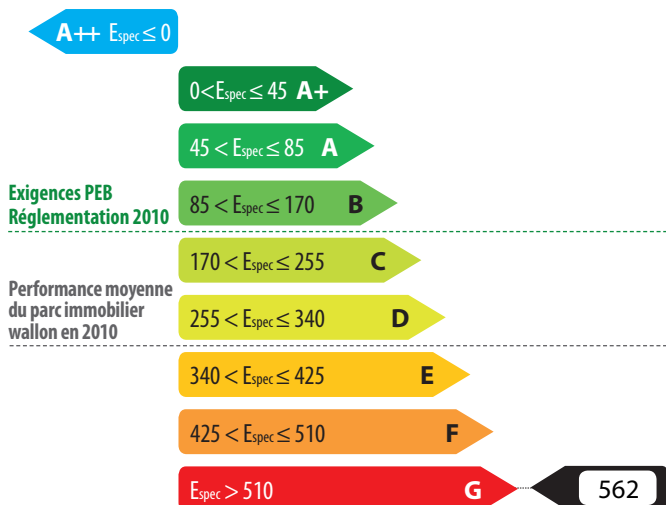 A++ Espec ≤ 0
0<Espec ≤ 45 A+
45 < Espec ≤ 85 A
Exigences PEB
Réglementation 2010
85 < Espec ≤ 170 B
170 < Espec ≤ 255 C
Performance moyenne
du parc immobilier
wallon en 2010
255 < Espec ≤ 340 D
340 < Espec ≤ 425 E
425 < Espec ≤ 510 F
Espec > 510 G
562